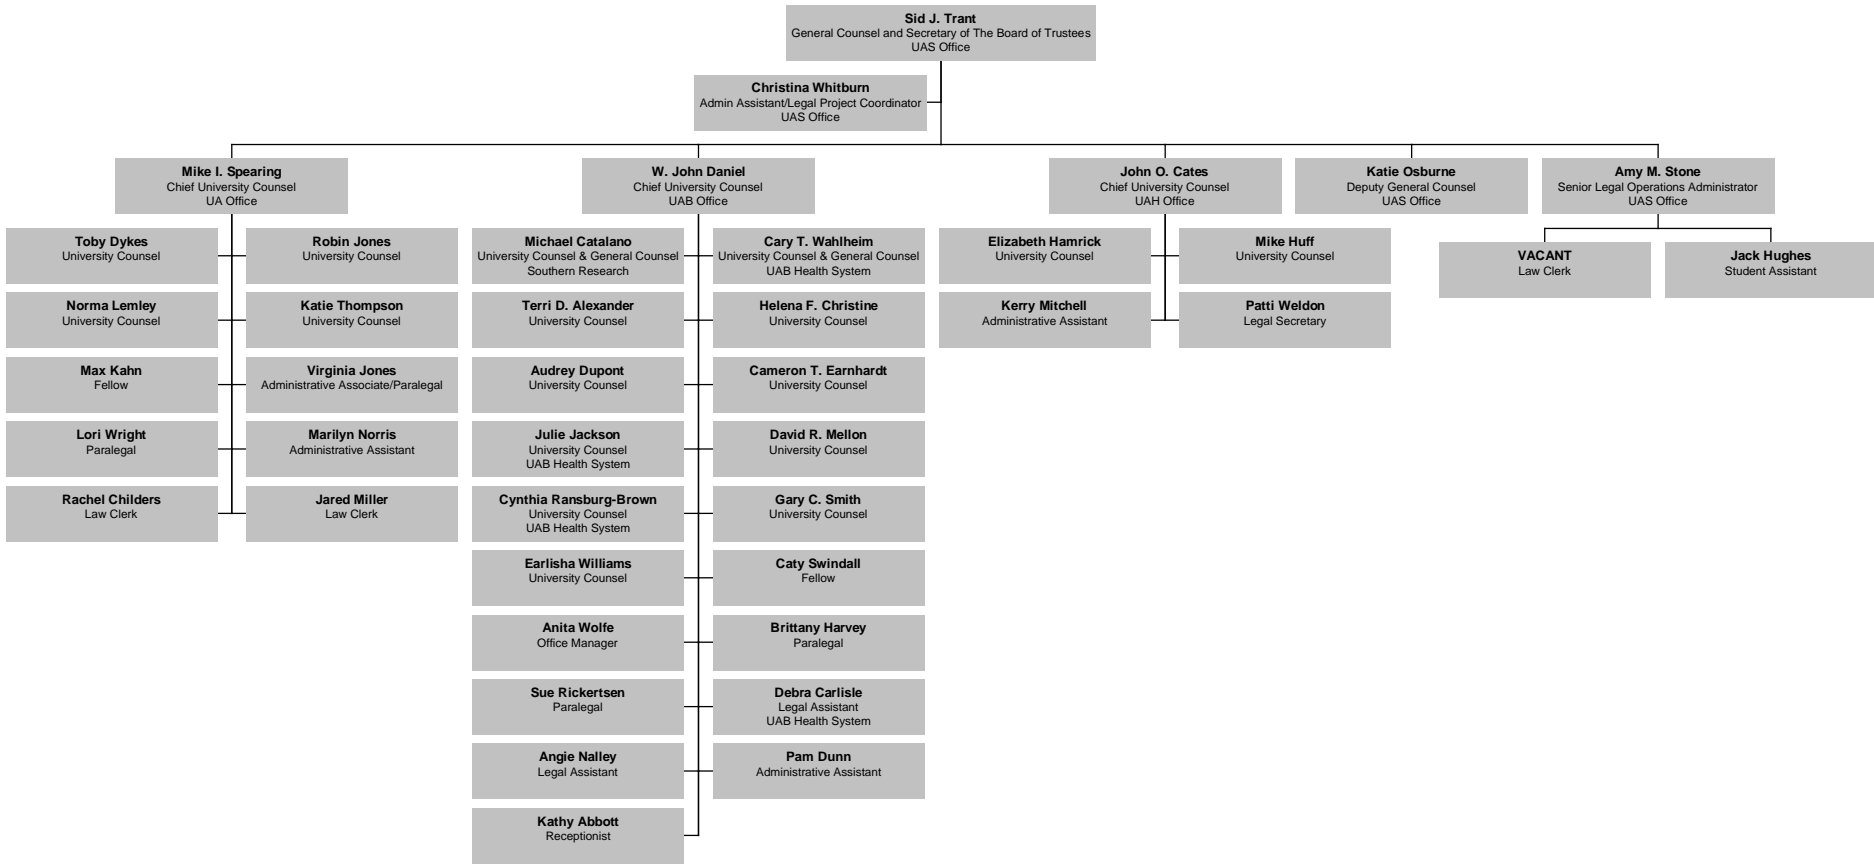 Sid J. Trant
General Counsel and Secretary of The Board of Trustees
UAS Office
Christina Whitburn
Admin Assistant/Legal Project Coordinator
UAS Office
Mike I. Spearing
Chief University Counsel
UA Office
W. John Daniel
Chief University Counsel
UAB Office
John O. Cates
Chief University Counsel
UAH Office
Katie Osburne
Deputy General Counsel
UAS Office
Amy M. Stone
Senior Legal Operations Administrator
UAS Office
Toby Dykes
University Counsel
Robin Jones
University Counsel
Norma Lemley
University Counsel
Katie Thompson
University Counsel
Max Kahn
Fellow
Virginia Jones
Administrative Associate/Paralegal
Lori Wright
Paralegal
Marilyn Norris
Administrative Assistant
Rachel Childers
Law Clerk
Jared Miller
Law Clerk
Michael Catalano
University Counsel & General Counsel
Southern Research
Cary T. Wahlheim
University Counsel & General Counsel
UAB Health System
Terri D. Alexander
University Counsel
Helena F. Christine
University Counsel
Audrey Dupont
University Counsel
Cameron T. Earnhardt
University Counsel
Julie Jackson
University Counsel
UAB Health System
David R. Mellon
University Counsel
Cynthia Ransburg-Brown
University Counsel
UAB Health System
Gary C. Smith
University Counsel
Earlisha Williams
University Counsel
Caty Swindall
Fellow
Anita Wolfe
Office Manager
Brittany Harvey
Paralegal
Sue Rickertsen
Paralegal
Debra Carlisle
Legal Assistant
UAB Health System
Angie Nalley
Legal Assistant
Pam Dunn
Administrative Assistant
Kathy Abbott
Receptionist
Elizabeth Hamrick
University Counsel
Mike Huff
University Counsel
Kerry Mitchell
Administrative Assistant
Patti Weldon
Legal Secretary
VACANT
Law Clerk
Jack Hughes
Student Assistant